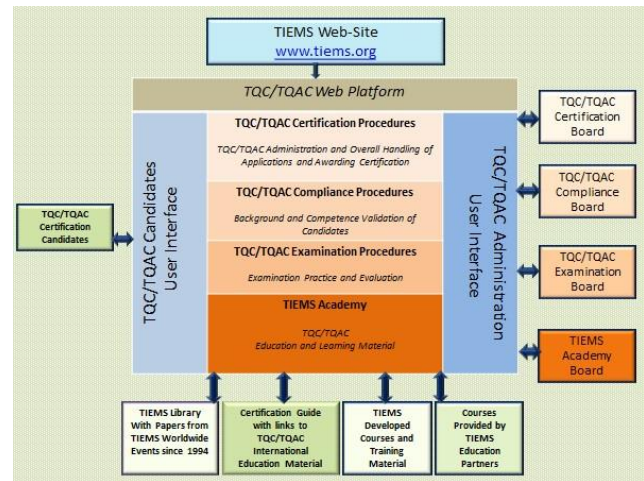 TIEMS Web-Site
www.tiems.org
TQC/TQAC Web Platform
TQC/TQAC Certification Procedures
TQC/TQAC Administration and Overall Handling of
Applications and Awarding Certification
TQC/TQAC Compliance Procedures
Background and Competence Validation of
Candidates
TQC/TQAC Examination Procedures
Examination Practice and Evaluation
TIEMS Academy
TQC/TQAC
Education and Learning Material
TQC/TQAC Candidates
User Interface
TQC/TQAC Administration
User Interface
TQC/TQAC
Certification
Candidates
TQC/TQAC
Certification
Board
TQC/TQAC
Compliance
Board
TQC/TQAC
Examination
Board
TIEMS
Academy
Board
TIEMS Library
With Papers from
TIEMS Worldwide
Events since 1994
Certification Guide
with links to
TQC/TQAC
International
Education Material
TIEMS
Developed
Courses and
Training
Material
Courses
Provided by
TIEMS
Education
Partners